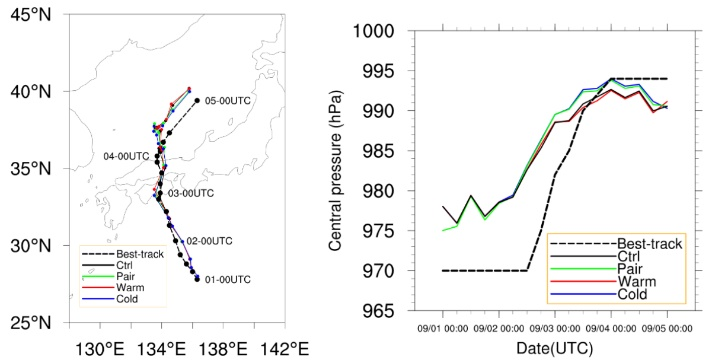 45°N
40°N
35°N
30°N
25°N
130°E
134°E
138°E
142°E
05-00UTC
04-00UTC
03-00UTC
02-00UTC
01-00UTC
Best-track
Ctrl
Pair
Warm
Cold
Central pressure (hPa)
1000
995
990
985
980
975
970
965
Best-track
Ctrl
Pair
Warm
Cold
09/01 00:00 09/02 00:00 09/03 00:00 09/04 00:00 09/05 00:00
Date(UTC)